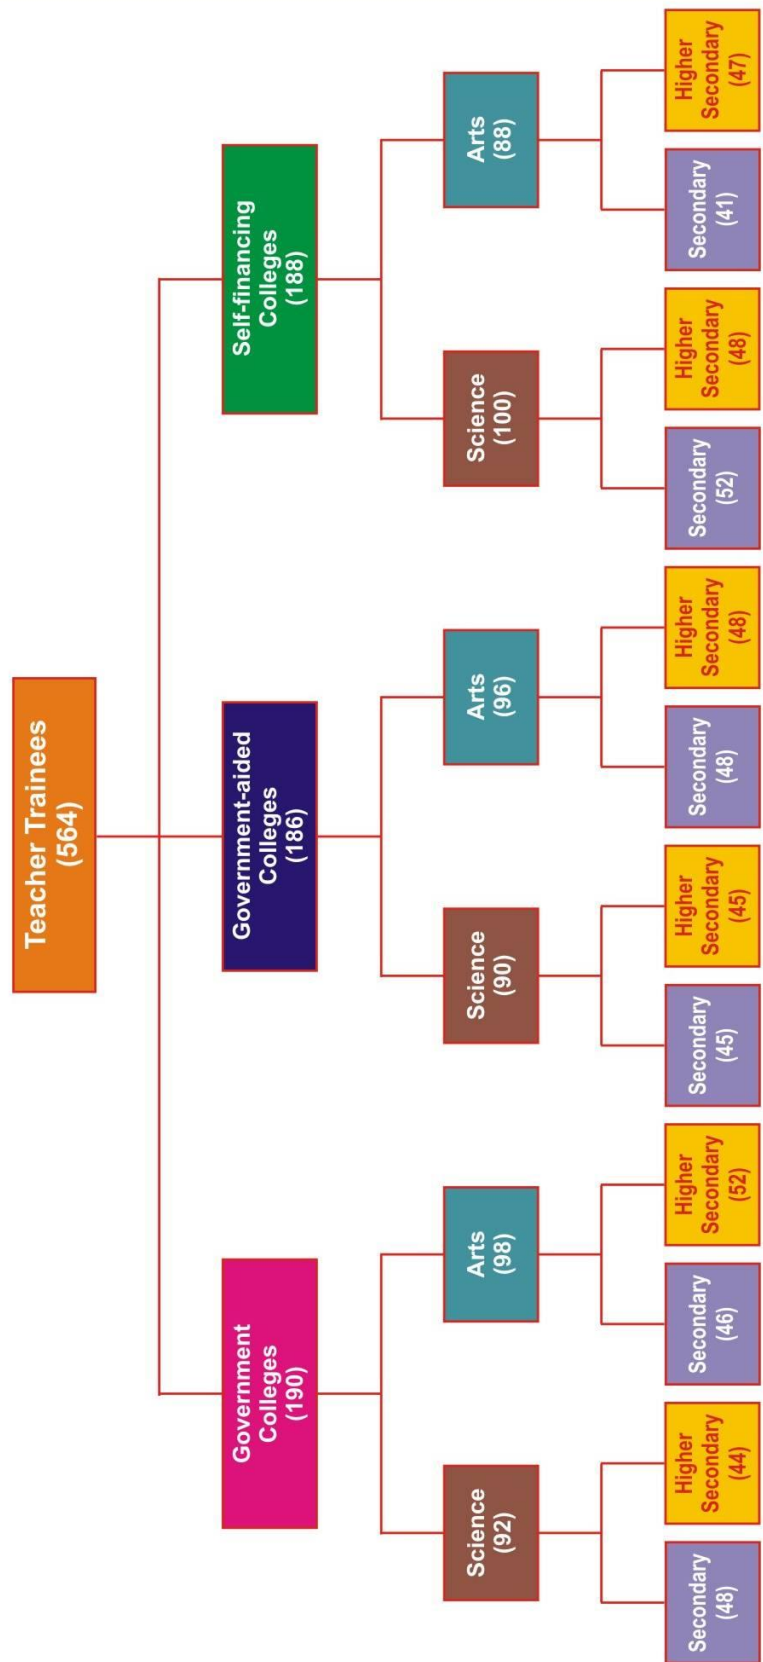 Teacher Trainees
(564)
Government
Colleges
(190)
Government-aided
Colleges
(186)
Self-financing
Colleges
(188)
Science
(92)
Arts
(98)
Science
(90)
Arts
(96)
Science
(100)
Arts
(88)
Secondary
(48)
Higher
Secondary
(44)
Secondary
(46)
Higher
Secondary
(52)
Secondary
(45)
Higher
Secondary
(45)
Secondary
(48)
Higher
Secondary
(48)
Secondary
(52)
Higher
Secondary
(48)
Secondary
(41)
Higher
Secondary
(47)